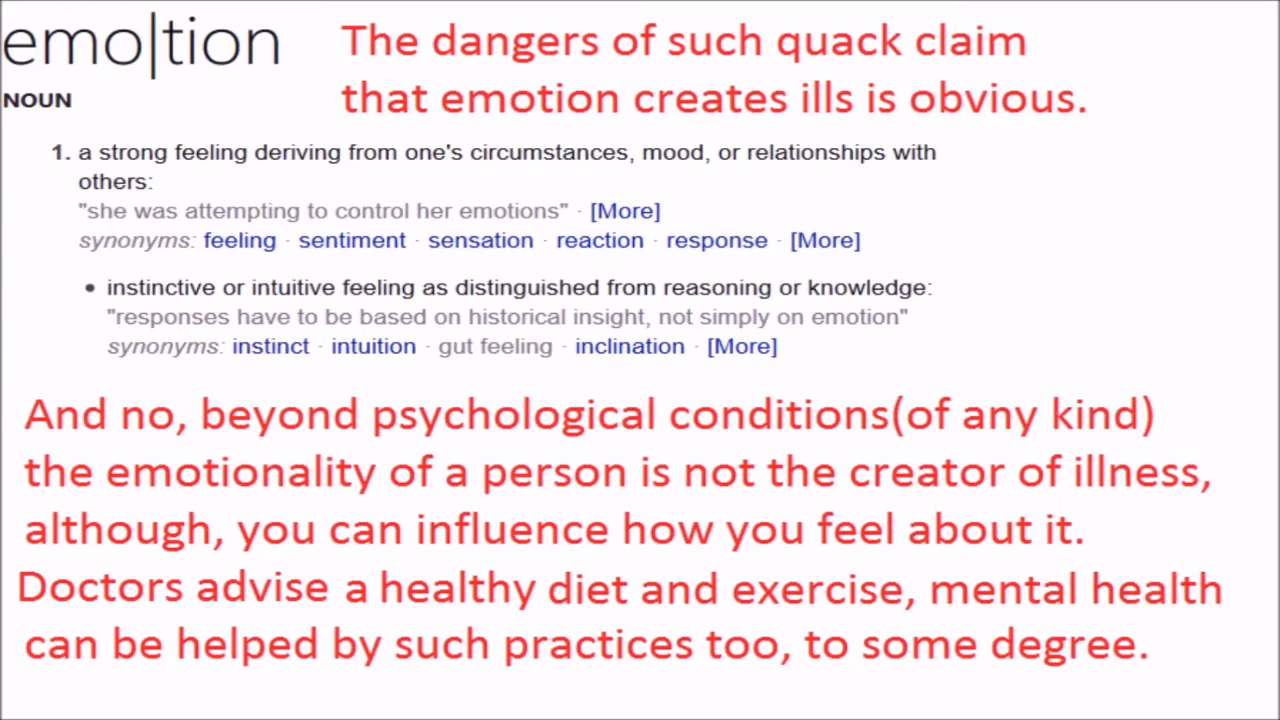 emo|tion
The dangers of such quack claim
that emotion creates ills is obvious.
NOUN
1. a strong feeling deriving from one's circumstances, mood, or relationships with
others:
"she was attempting to control her emotions" · [More]
synonyms: feeling · sentiment · sensation · reaction · response · [More]
• instinctive or intuitive feeling as distinguished from reasoning or knowledge:
"responses have to be based on historical insight, not simply on emotion"
synonyms: instinct · intuition · gut feeling · inclination · [More]
And no, beyond psychological conditions(of any kind)
the emotionality of a person is not the creator of illness,
although, you can influence how you feel about it.
Doctors advise a healthy diet and exercise, mental health
can be helped by such practices too, to some degree.